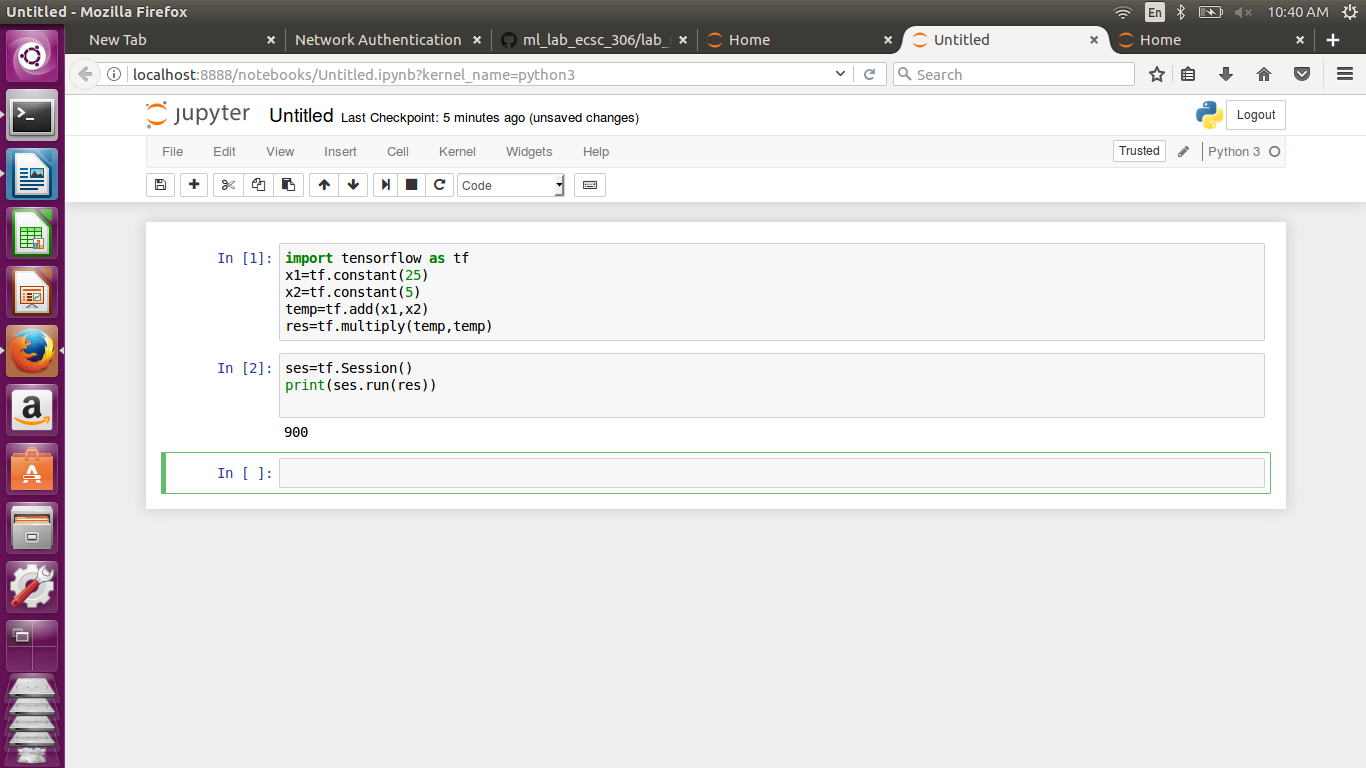 Untitled - Mozilla Firefox
En
10:40 AM
New Tab
Network Authentication
ml_lab_ecsc_306/lab_
Home
Untitled
Home
localhost:8888/notebooks/Untitled.ipynb?kernel_name=python3
Search
jupyter
Untitled
Last Checkpoint: 5 minutes ago (unsaved changes)
Logout
File
Edit
View
Insert
Cell
Kernel
Widgets
Help
Trusted
Python 3
Code
In [1]:
import tensorflow as tf
x1=tf.constant(25)
x2=tf.constant(5)
temp=tf.add(x1,x2)
res=tf.multiply(temp,temp)
In [2]:
ses=tf.Session()
print(ses.run(res))
900
In [ ]: